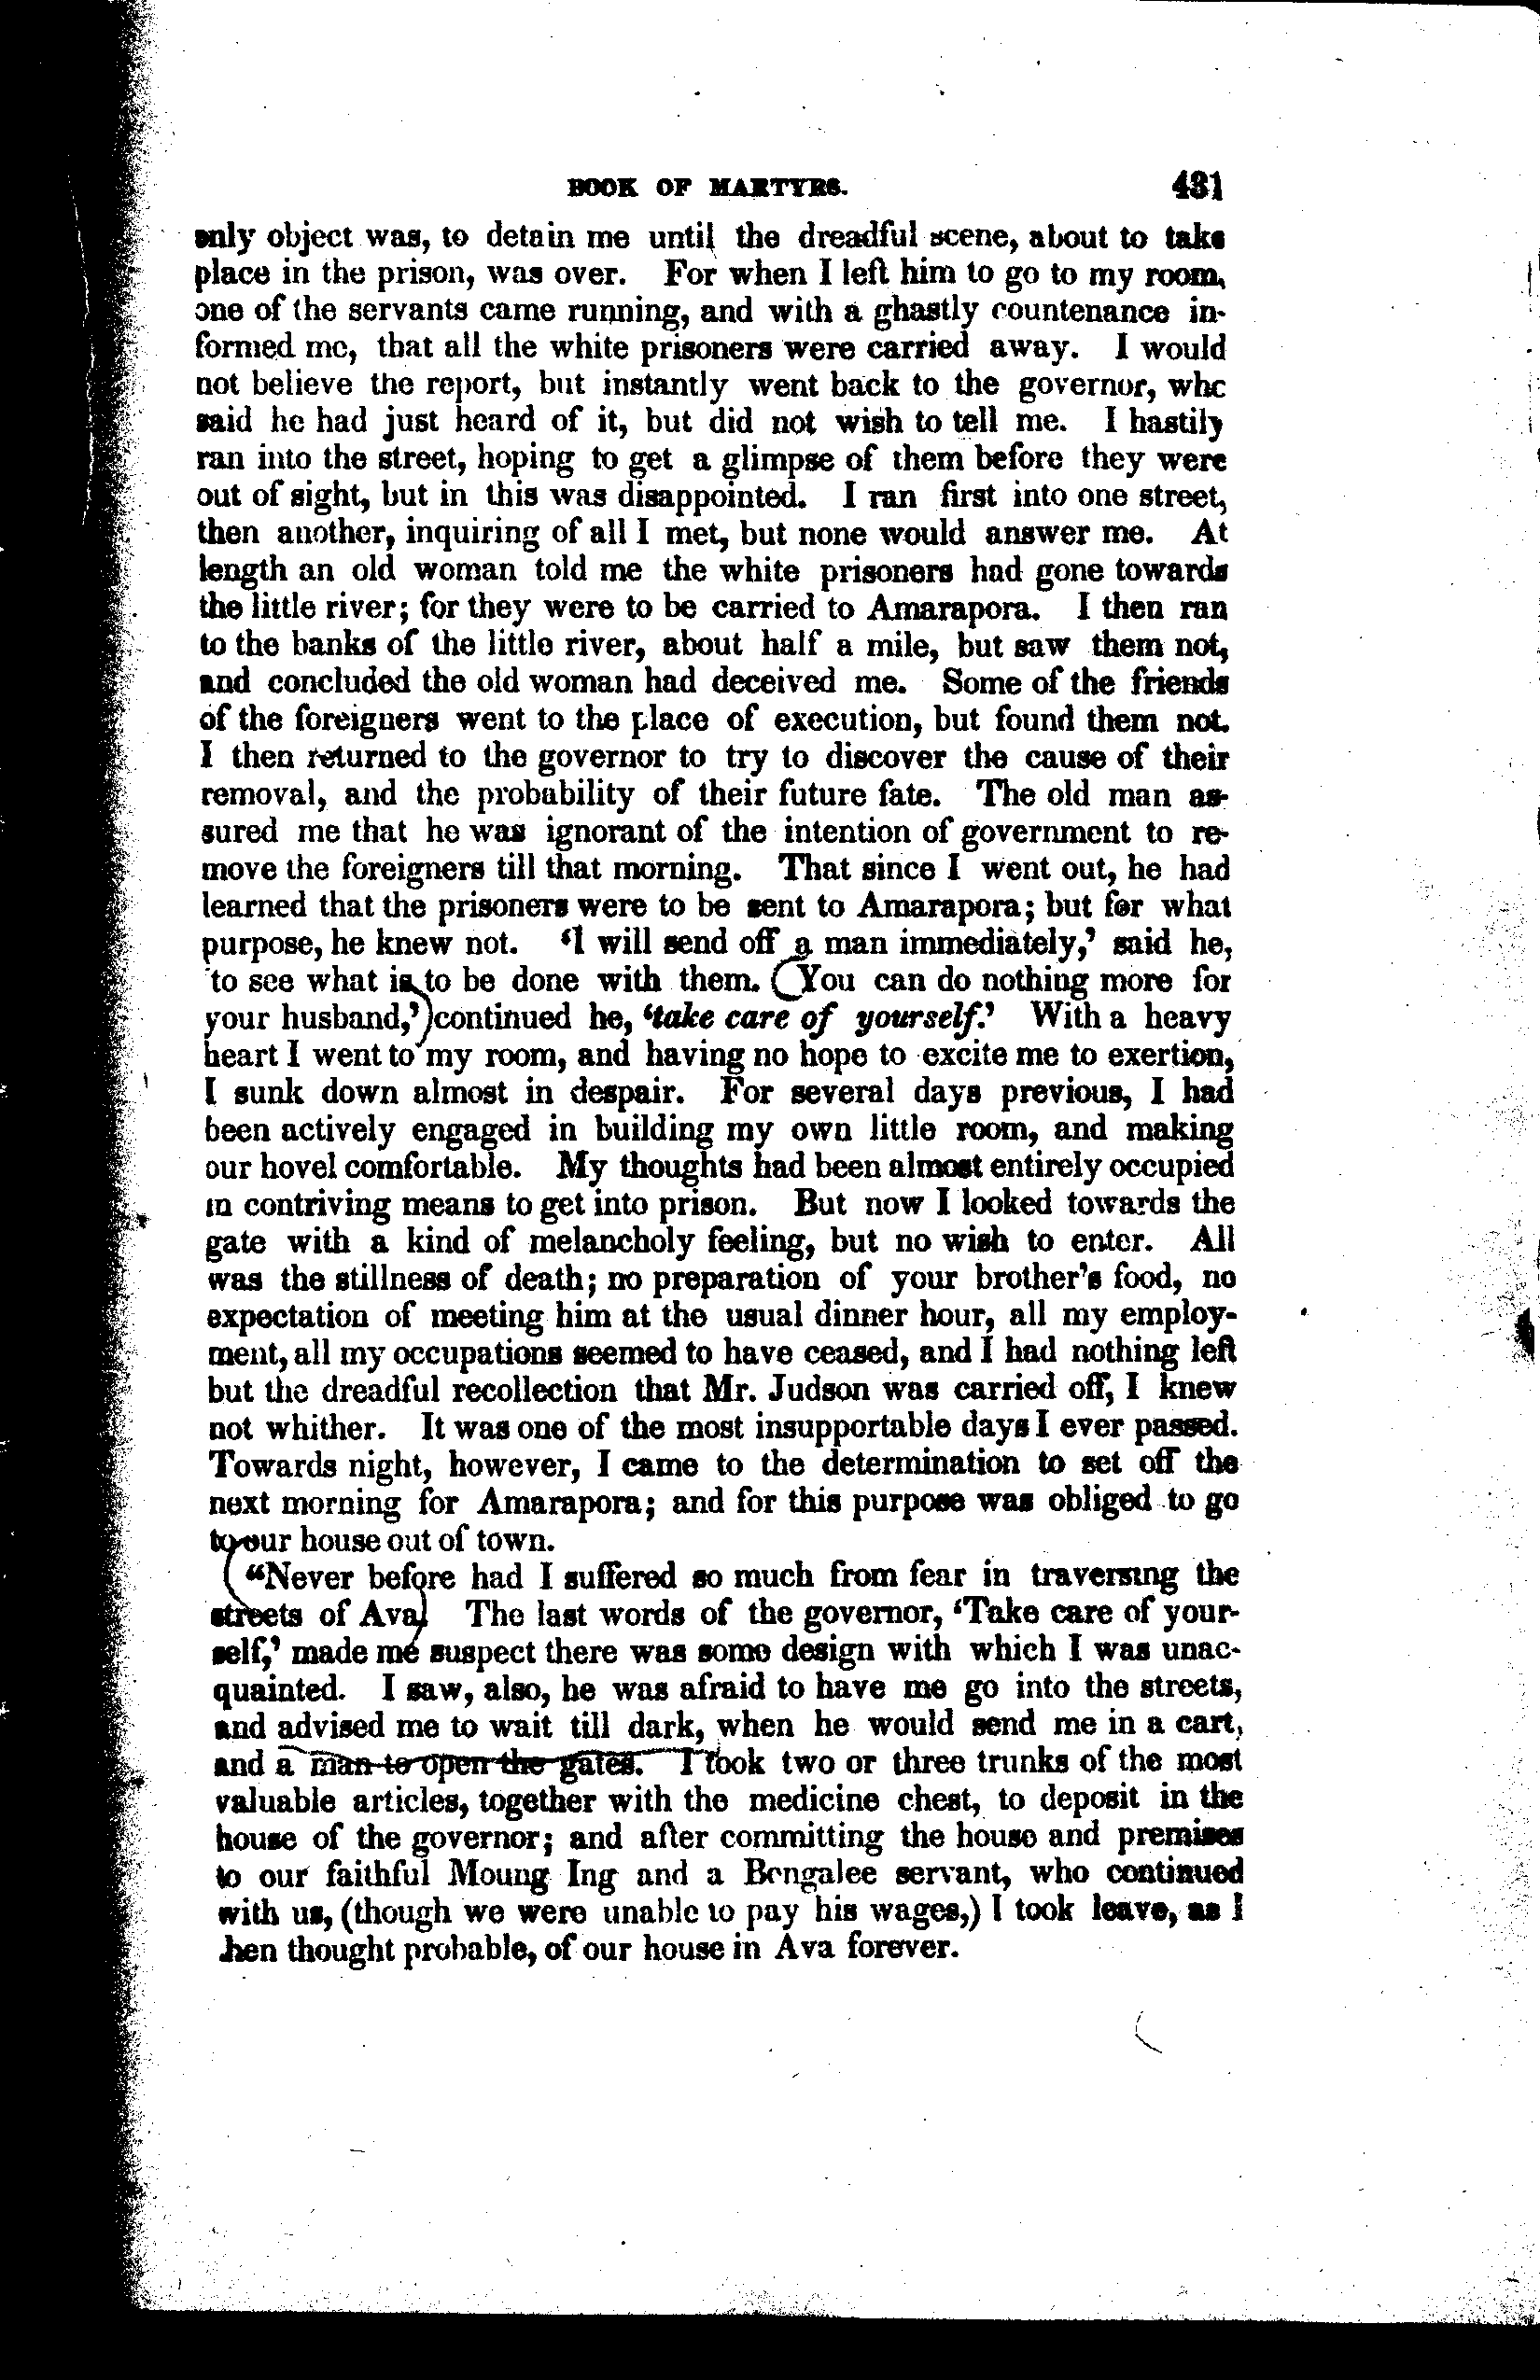 BOOK OF MARTYRS. 431
only object was, to detain me until the dreadful scene, about to take
place in the prison, was over. For when I left him to go to my room,
one of the servants came running, and with a ghastly countenance in-
formed me, that all the white prisoners were carried away. I would
not believe the report, but instantly went back to the governor, who
said he had just heard of it, but did not wish to tell me. I hastily
ran into the street, hoping to get a glimpse of them before they were
out of sight, but in this was disappointed. I ran first into one street,
then another, inquiring of all I met, but none would answer me. At
length an old woman told me the white prisoners had gone towards
the little river; for they were to be carried to Amarapora. I then ran
to the banks of the little river, about half a mile, but saw them not,
and concluded the old woman had deceived me. Some of the friends
of the foreigners went to the place of execution, but found them not.
I then returned to the governor to try to discover the cause of their
removal, and the probability of their future fate. The old man as-
sured me that he was ignorant of the intention of government to re-
move the foreigners till that morning. That since I went out, he had
learned that the prisoners were to be sent to Amarapora; but for what
purpose, he knew not. 'I will send off a man immediately,' said he,
'to see what is to be done with them. (You can do nothing more for
your husband,') continued he, 'take care of yourself.' With a heavy
heart I went to my room, and having no hope to excite me to exertion,
I sunk down almost in despair. For several days previous, I had
been actively engaged in building my own little room, and making
our hovel comfortable. My thoughts had been almost entirely occupied
in contriving means to get into prison. But now I looked towards the
gate with a kind of melancholy feeling, but no wish to enter. All
was the stillness of death; no preparation of your brother's food, no
expectation of meeting him at the usual dinner hour, all my employ-
ment, all my occupations seemed to have ceased, and I had nothing left
but the dreadful recollection that Mr. Judson was carried off, I knew
not whither. It was one of the most insupportable days I ever passed.
Towards night, however, I came to the determination to set off the
next morning for Amarapora; and for this purpose was obliged to go
to our house out of town.
("Never before had I suffered so much from fear in traversing the
streets of Ava) The last words of the governor, 'Take care of your-
self,' made me suspect there was some design with which I was unac-
quainted. I saw, also, he was afraid to have me go into the streets,
and advised me to wait till dark, when he would send me in a cart,
and a man to open the gates. I took two or three trunks of the most
valuable articles, together with the medicine chest, to deposit in the
house of the governor; and after committing the house and premises
to our faithful Moung Ing and a Bengalee servant, who continued
with us, (though we were unable to pay his wages,) I took leave, as I
hen thought probable, of our house in Ava forever.